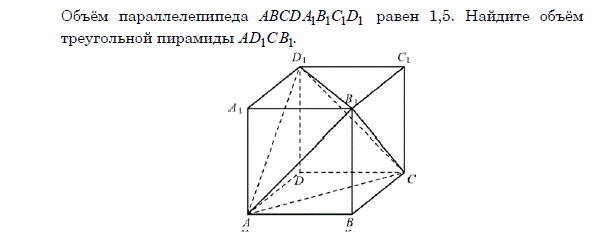 Объём параллелепипеда ABCDA₁B₁C₁D₁ равен 1,5. Найдите объём
треугольной пирамиды AD₁CB₁.
D₁ C₁
A₁ B₁
D C
A B